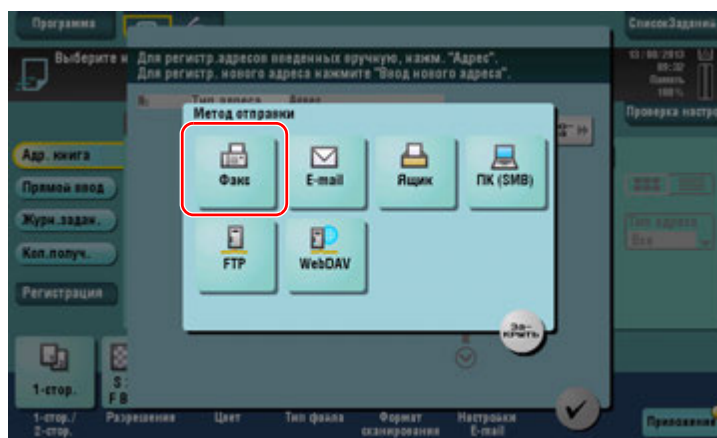 Программа
СписокЗаданий
Выберите
Для регистр.адресов введенных вручную, нажм. "Адрес".
Для регистр. нового адреса нажмите "Ввод нового адреса".
Память
100%
№
Тип адреса
Адрес
Проверка настро
Метод отправки
Факс
E-mail
Ящик
ПК (SMB)
FTP
WebDAV
За-
крыть
Адр. книга
Прямой ввод
Журн.задан.
Кол.получ.
Регистрация
Тип адреса
Все
1-стор.
1-стор./
2-стор.
Разрешение
Цвет
Тип файла
Формат
сканирования
Настройки
E-mail
Приложения